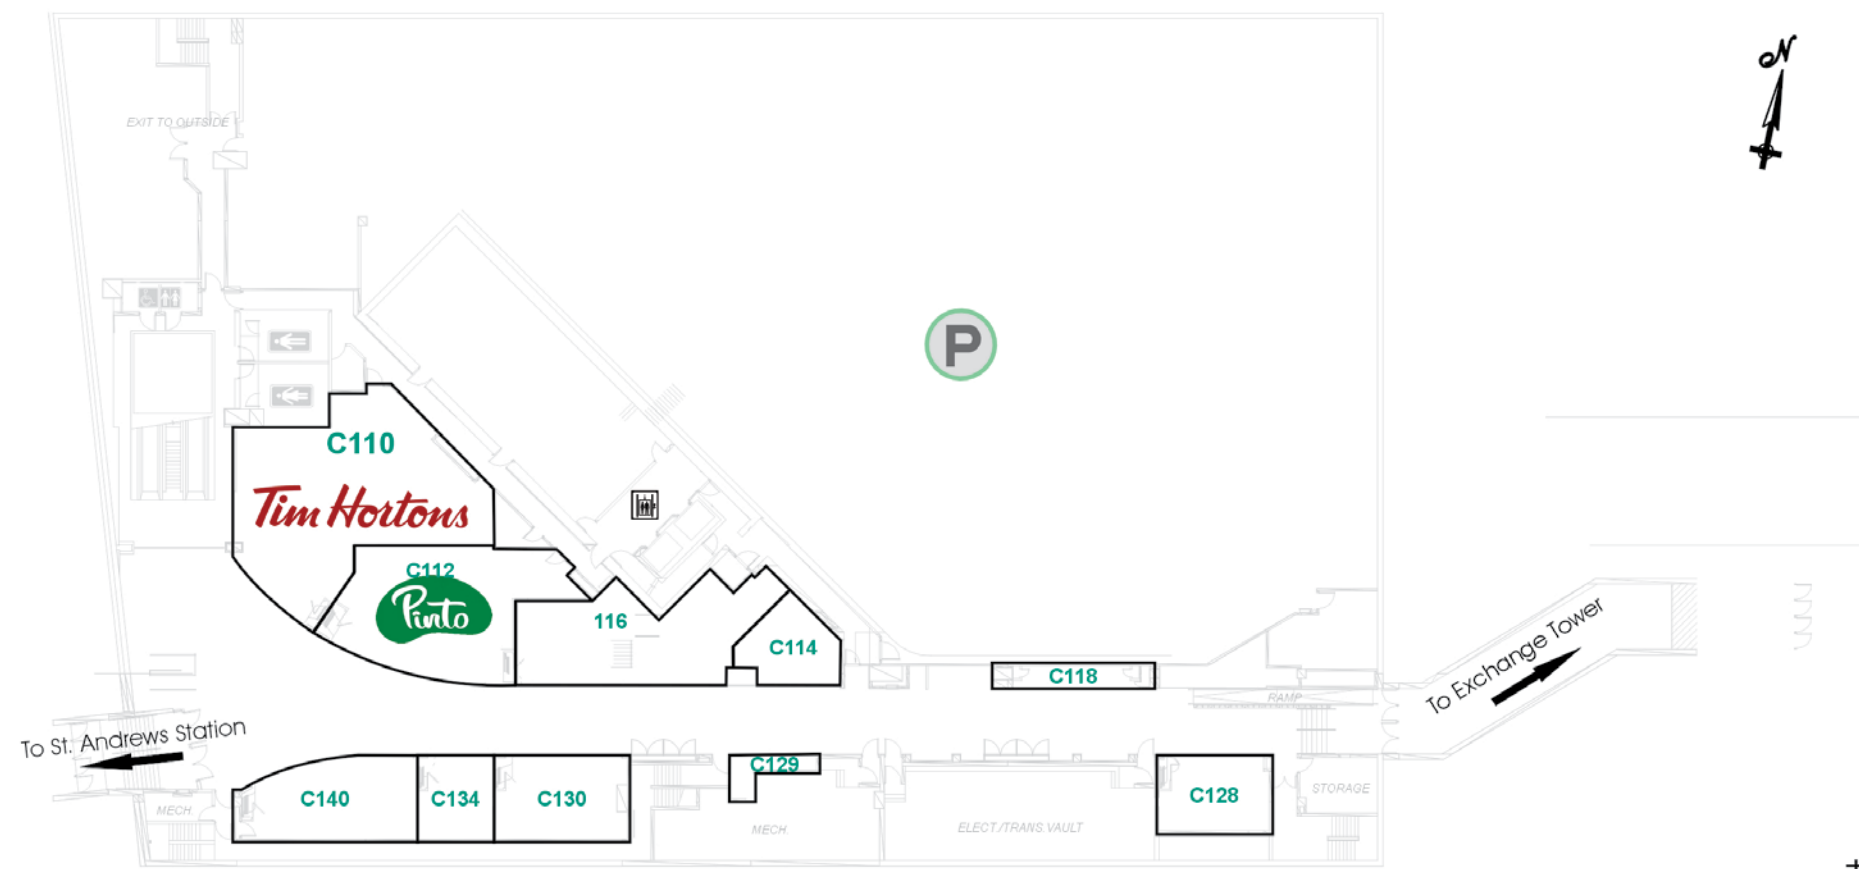 N
EXIT TO OUTSIDE
P
C110
Tim Hortons
C112
Pinto
116
C114
C118
To Exchange Tower
RAMP
To St. Andrews Station
C129
C140
C134
C130
C128
STORAGE
MECH.
MECH.
ELECT./TRANS.VAULT